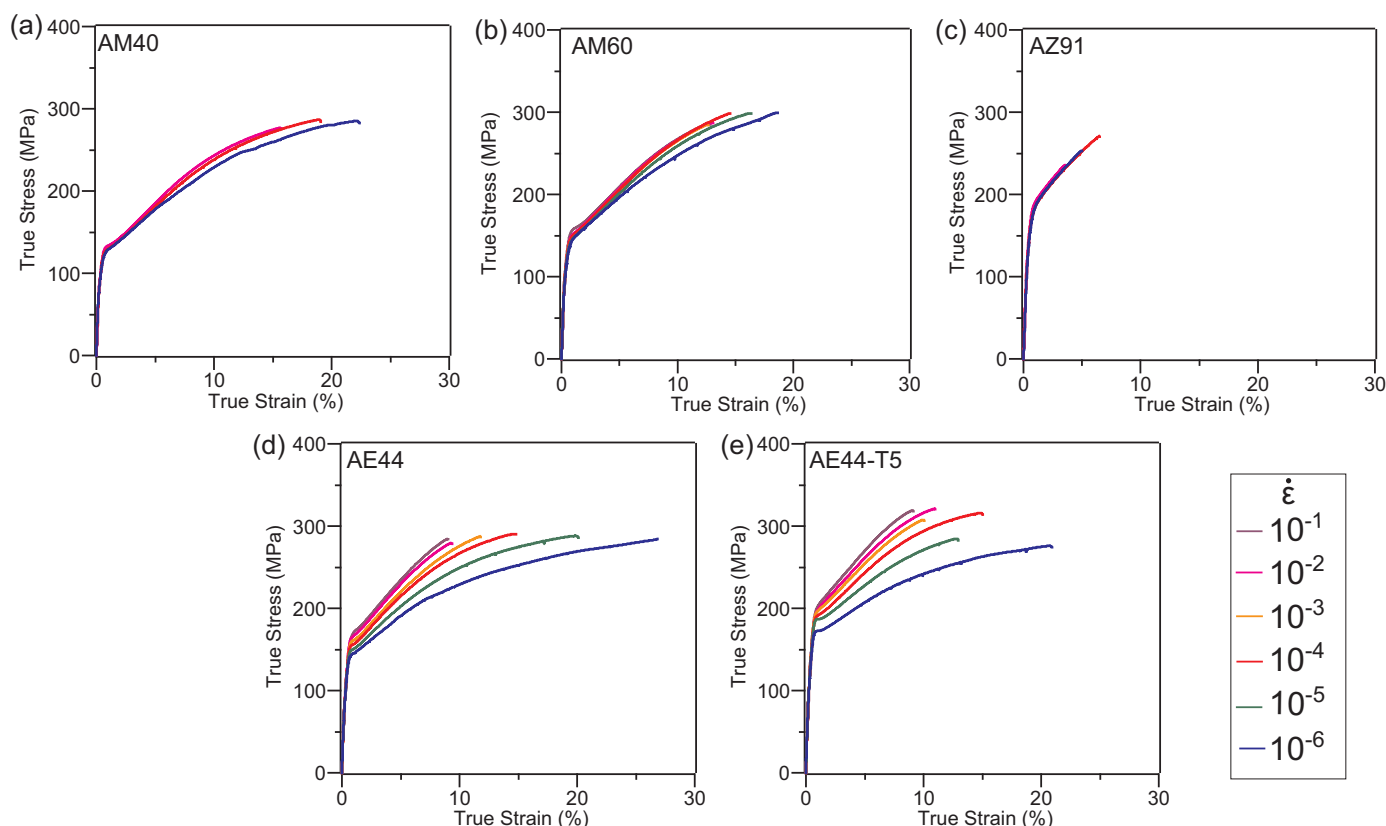 (a)
AM40
400
300
200
100
0
True Stress (MPa)
0 10 20 30
True Strain (%)
(b)
AM60
400
300
200
100
0
True Stress (MPa)
0 10 20 30
True Strain (%)
(c)
AZ91
400
300
200
100
0
True Stress (MPa)
0 10 20 30
True Strain (%)
(d)
AE44
400
300
200
100
0
True Stress (MPa)
0 10 20 30
True Strain (%)
(e)
AE44-T5
400
300
200
100
0
True Stress (MPa)
0 10 20 30
True Strain (%)
ε̇
10⁻¹
10⁻²
10⁻³
10⁻⁴
10⁻⁵
10⁻⁶